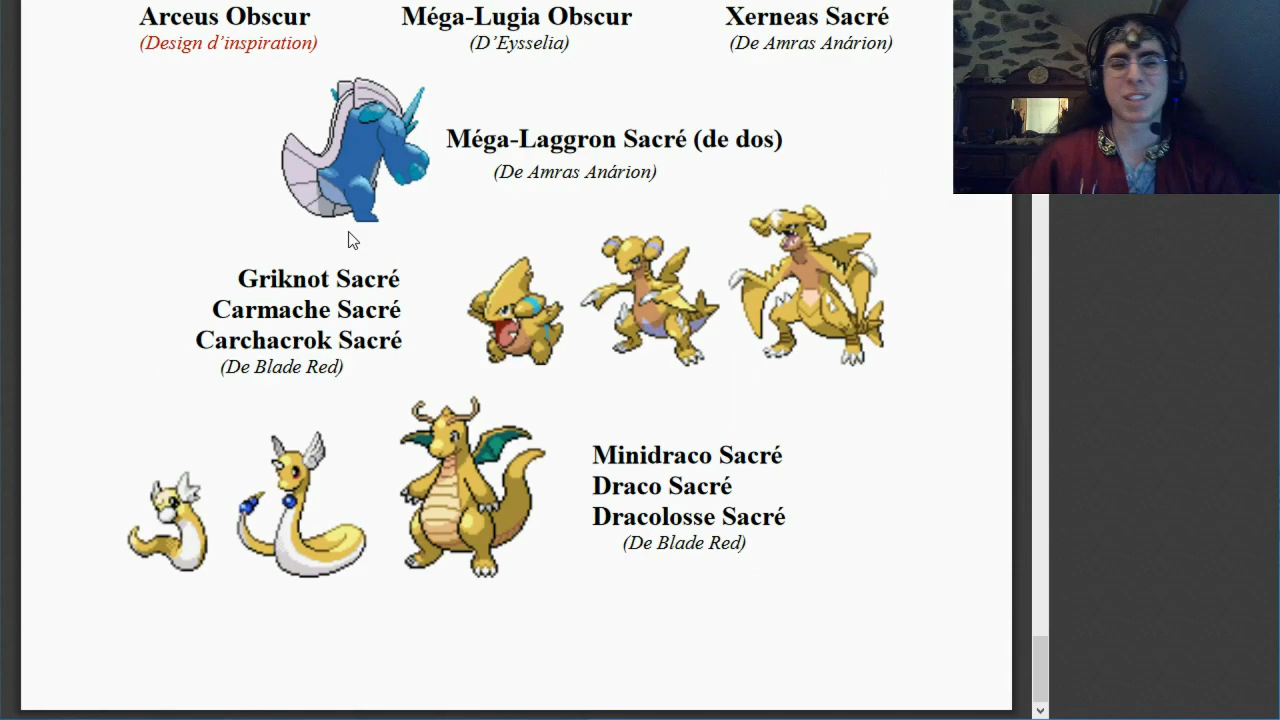 Arceus Obscur
(Design d'inspiration)
Méga-Lugia Obscur
(D'Eysselia)
Xerneas Sacré
(De Amras Anárion)
Méga-Laggron Sacré (de dos)
(De Amras Anárion)
Griknot Sacré
Carmache Sacré
Carchacrok Sacré
(De Blade Red)
Minidraco Sacré
Draco Sacré
Dracolosse Sacré
(De Blade Red)